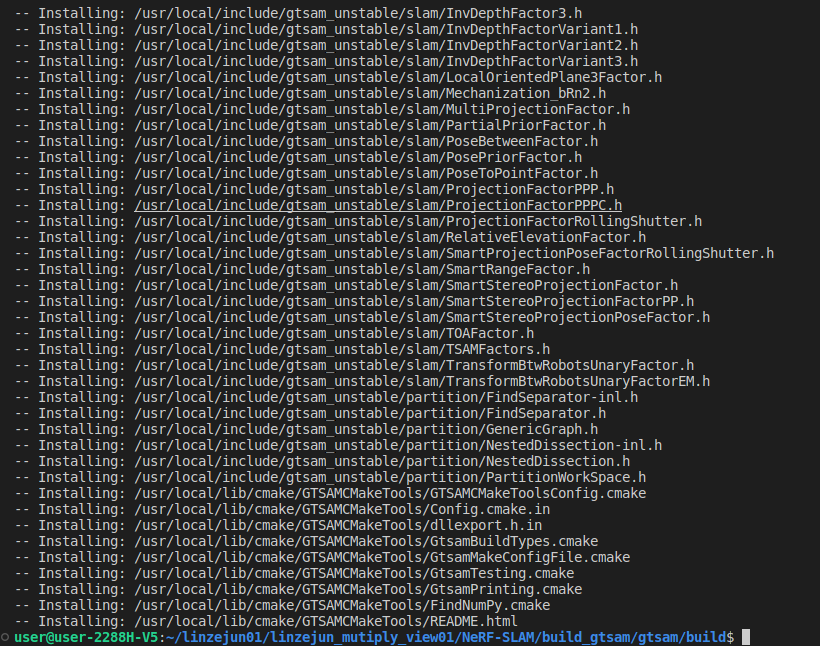 -- Installing: /usr/local/include/gtsam_unstable/slam/InvDepthFactor3.h
-- Installing: /usr/local/include/gtsam_unstable/slam/InvDepthFactorVariant1.h
-- Installing: /usr/local/include/gtsam_unstable/slam/InvDepthFactorVariant2.h
-- Installing: /usr/local/include/gtsam_unstable/slam/InvDepthFactorVariant3.h
-- Installing: /usr/local/include/gtsam_unstable/slam/LocalOrientedPlane3Factor.h
-- Installing: /usr/local/include/gtsam_unstable/slam/Mechanization_bRn2.h
-- Installing: /usr/local/include/gtsam_unstable/slam/MultiProjectionFactor.h
-- Installing: /usr/local/include/gtsam_unstable/slam/PartialPriorFactor.h
-- Installing: /usr/local/include/gtsam_unstable/slam/PoseBetweenFactor.h
-- Installing: /usr/local/include/gtsam_unstable/slam/PosePriorFactor.h
-- Installing: /usr/local/include/gtsam_unstable/slam/PoseToPointFactor.h
-- Installing: /usr/local/include/gtsam_unstable/slam/ProjectionFactorPPP.h
-- Installing: /usr/local/include/gtsam_unstable/slam/ProjectionFactorPPPC.h
-- Installing: /usr/local/include/gtsam_unstable/slam/ProjectionFactorRollingShutter.h
-- Installing: /usr/local/include/gtsam_unstable/slam/RelativeElevationFactor.h
-- Installing: /usr/local/include/gtsam_unstable/slam/SmartProjectionPoseFactorRollingShutter.h
-- Installing: /usr/local/include/gtsam_unstable/slam/SmartRangeFactor.h
-- Installing: /usr/local/include/gtsam_unstable/slam/SmartStereoProjectionFactor.h
-- Installing: /usr/local/include/gtsam_unstable/slam/SmartStereoProjectionFactorPP.h
-- Installing: /usr/local/include/gtsam_unstable/slam/SmartStereoProjectionPoseFactor.h
-- Installing: /usr/local/include/gtsam_unstable/slam/TOAFactor.h
-- Installing: /usr/local/include/gtsam_unstable/slam/TSAMFactors.h
-- Installing: /usr/local/include/gtsam_unstable/slam/TransformBtwRobotsUnaryFactor.h
-- Installing: /usr/local/include/gtsam_unstable/slam/TransformBtwRobotsUnaryFactorEM.h
-- Installing: /usr/local/include/gtsam_unstable/partition/FindSeparator-inl.h
-- Installing: /usr/local/include/gtsam_unstable/partition/FindSeparator.h
-- Installing: /usr/local/include/gtsam_unstable/partition/GenericGraph.h
-- Installing: /usr/local/include/gtsam_unstable/partition/NestedDissection-inl.h
-- Installing: /usr/local/include/gtsam_unstable/partition/NestedDissection.h
-- Installing: /usr/local/include/gtsam_unstable/partition/PartitionWorkSpace.h
-- Installing: /usr/local/lib/cmake/GTSAMCMakeTools/GTSAMCMakeToolsConfig.cmake
-- Installing: /usr/local/lib/cmake/GTSAMCMakeTools/Config.cmake.in
-- Installing: /usr/local/lib/cmake/GTSAMCMakeTools/dllexport.h.in
-- Installing: /usr/local/lib/cmake/GTSAMCMakeTools/GtsamBuildTypes.cmake
-- Installing: /usr/local/lib/cmake/GTSAMCMakeTools/GtsamMakeConfigFile.cmake
-- Installing: /usr/local/lib/cmake/GTSAMCMakeTools/GtsamTesting.cmake
-- Installing: /usr/local/lib/cmake/GTSAMCMakeTools/GtsamPrinting.cmake
-- Installing: /usr/local/lib/cmake/GTSAMCMakeTools/FindNumPy.cmake
-- Installing: /usr/local/lib/cmake/GTSAMCMakeTools/README.html
user@user-2288H-V5:~/linzejun01/linzejun_mutiply_view01/NeRF-SLAM/build_gtsam/gtsam/build$